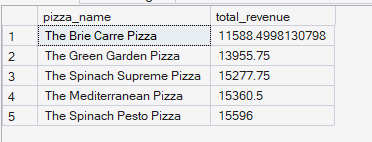 pizza_name total_revenue
1 The Brie Carre Pizza 11588.4998130798
2 The Green Garden Pizza 13955.75
3 The Spinach Supreme Pizza 15277.75
4 The Mediterranean Pizza 15360.5
5 The Spinach Pesto Pizza 15596